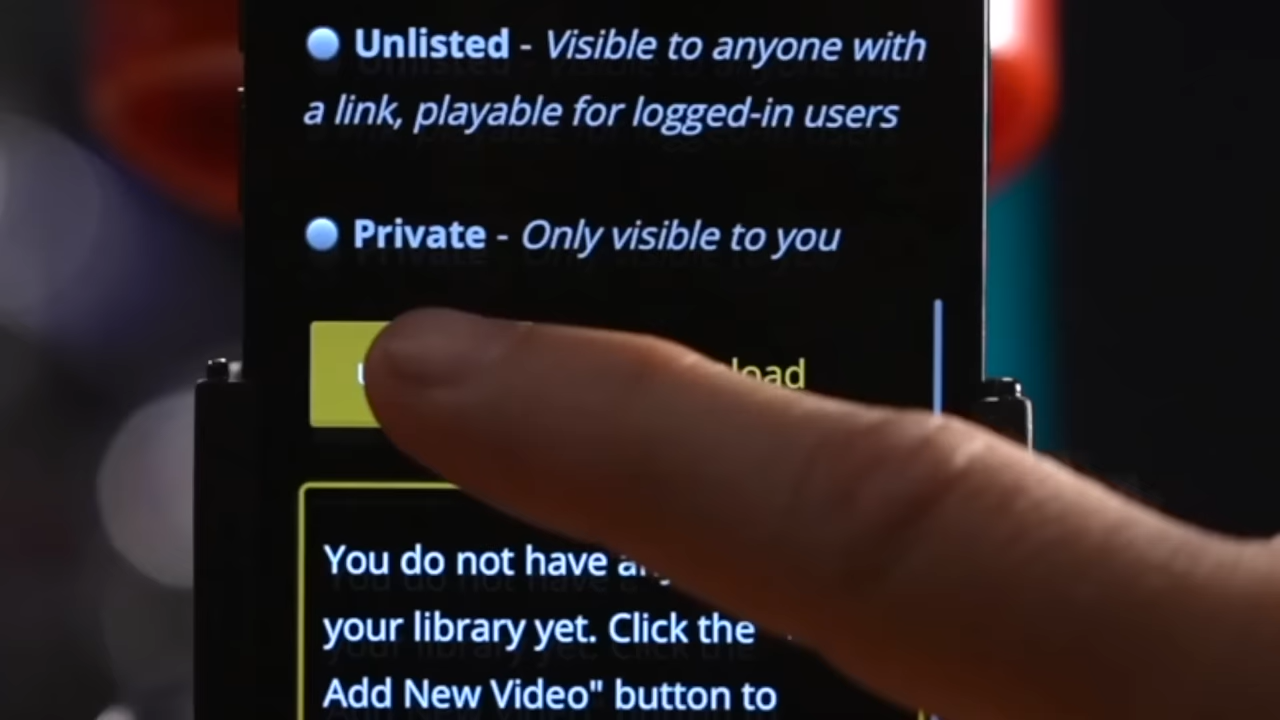 Unlisted - Visible to anyone with
a link, playable for logged-in users
Private - Only visible to you
You do not have
your library yet. Click the
Add New Video" button to